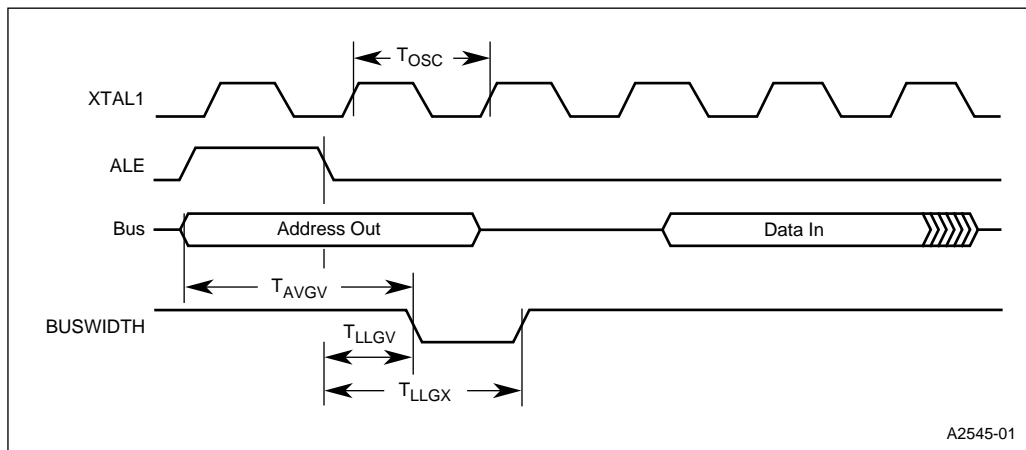 T_OSC
XTAL1
ALE
Bus
Address Out
Data In
T_AVGV
BUSWIDTH
T_LLGV
T_LLGX
A2545-01